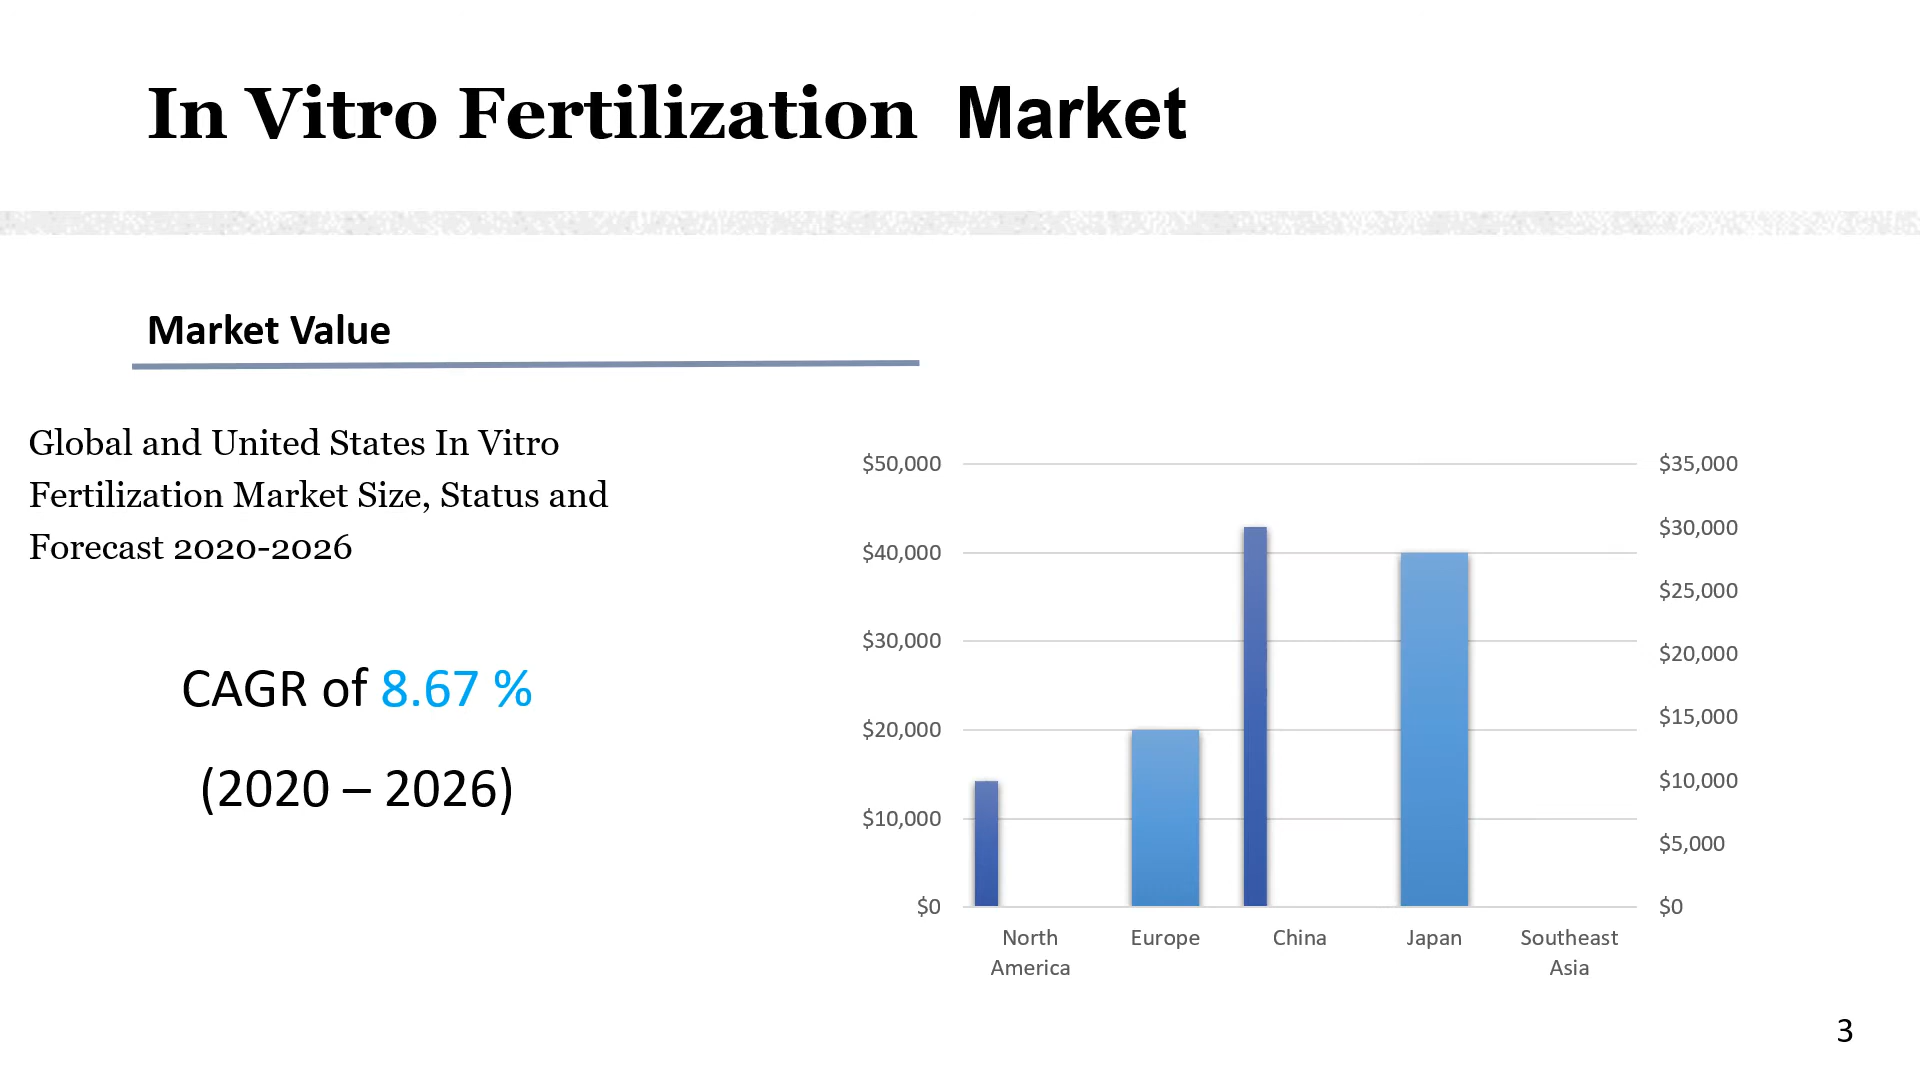 In Vitro Fertilization Market
Market Value
Global and United States In Vitro
Fertilization Market Size, Status and
Forecast 2020-2026
CAGR of 8.67 %
(2020 – 2026)
$50,000
$40,000
$30,000
$20,000
$10,000
$0
$35,000
$30,000
$25,000
$20,000
$15,000
$10,000
$5,000
$0
North
America
Europe
China
Japan
Southeast
Asia
3